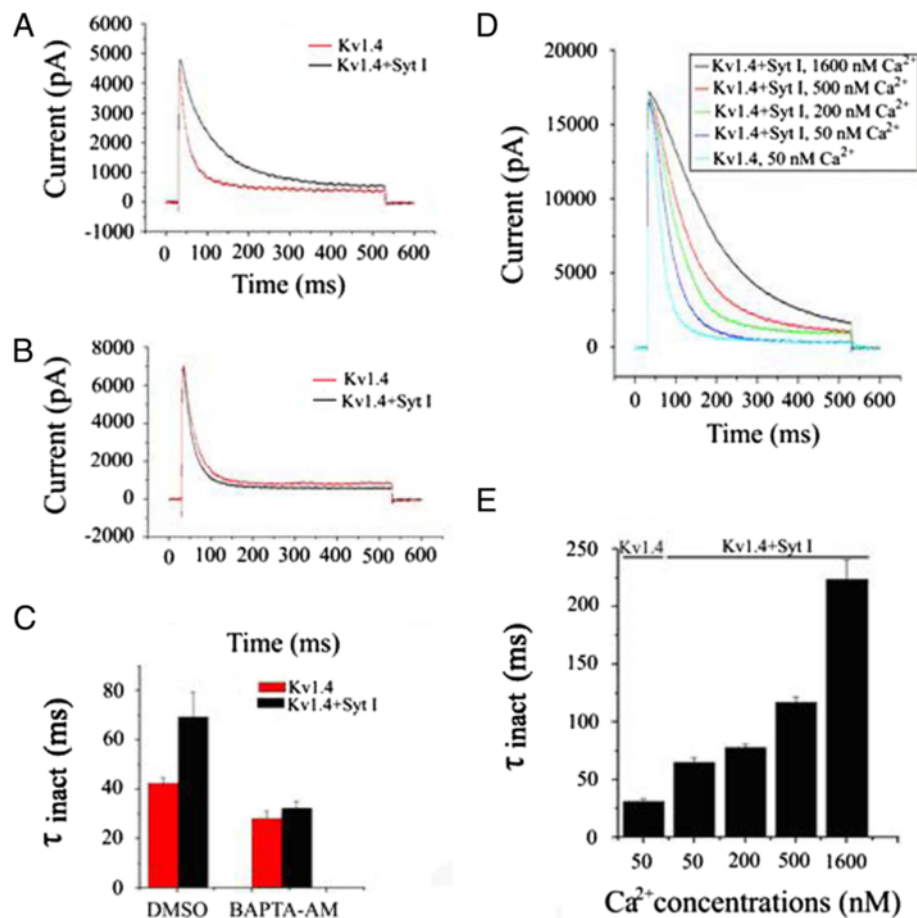 A
6000
5000
4000
3000
2000
1000
0
-1000
Current (pA)
Kv1.4
Kv1.4+Syt I
0 100 200 300 400 500 600
Time (ms)
B
8000
6000
4000
2000
0
-2000
Current (pA)
Kv1.4
Kv1.4+Syt I
0 100 200 300 400 500 600
Time (ms)
C
80
60
40
20
0
τ inact (ms)
Kv1.4
Kv1.4+Syt I
DMSO BAPTA-AM
D
20000
15000
10000
5000
0
Current (pA)
Kv1.4+Syt I, 1600 nM Ca²⁺
Kv1.4+Syt I, 500 nM Ca²⁺
Kv1.4+Syt I, 200 nM Ca²⁺
Kv1.4+Syt I, 50 nM Ca²⁺
Kv1.4, 50 nM Ca²⁺
0 100 200 300 400 500 600
Time (ms)
E
250
200
150
100
50
0
τ inact (ms)
Kv1.4 Kv1.4+Syt I
50 50 200 500 1600
Ca²⁺ concentrations (nM)